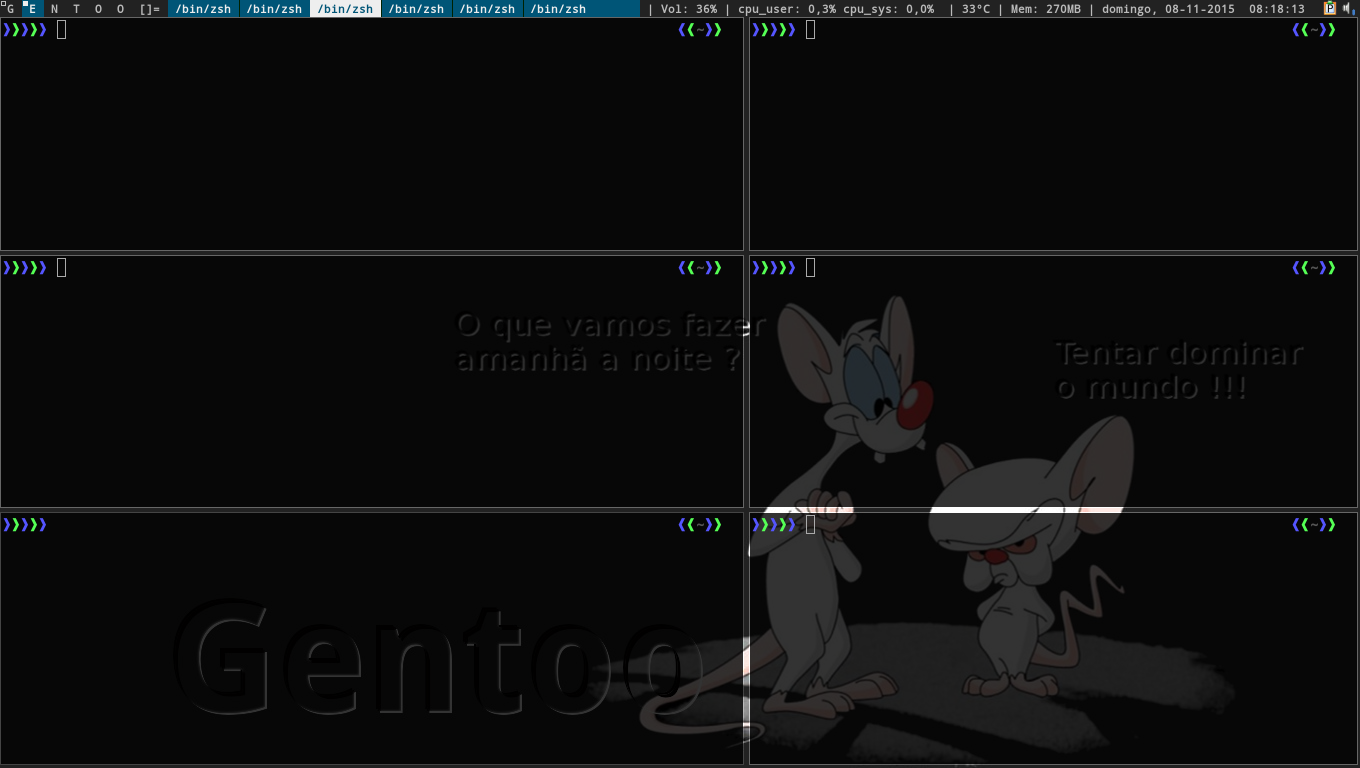 G E N T O O []= /bin/zsh /bin/zsh /bin/zsh /bin/zsh /bin/zsh /bin/zsh | Vol: 36% | cpu_user: 0,3% cpu_sys: 0,0% | 33°C | Mem: 270MB | domingo, 08-11-2015 08:18:13 P
❯❯❯❯❯ ❮❮~❯❯ ❯❯❯❯❯ ❮❮~❯❯
❯❯❯❯❯ ❮❮~❯❯ ❯❯❯❯❯ ❮❮~❯❯
O que vamos fazer
amanhã a noite ?
Tentar dominar
o mundo !!!
❯❯❯❯❯ ❮❮~❯❯ ❯❯❯❯❯ ❮❮~❯❯
Gentoo